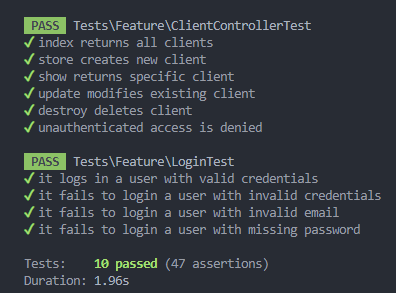 PASS Tests\Feature\ClientControllerTest
✓ index returns all clients
✓ store creates new client
✓ show returns specific client
✓ update modifies existing client
✓ destroy deletes client
✓ unauthenticated access is denied
PASS Tests\Feature\LoginTest
✓ it logs in a user with valid credentials
✓ it fails to login a user with invalid credentials
✓ it fails to login a user with invalid email
✓ it fails to login a user with missing password
Tests: 10 passed (47 assertions)
Duration: 1.96s